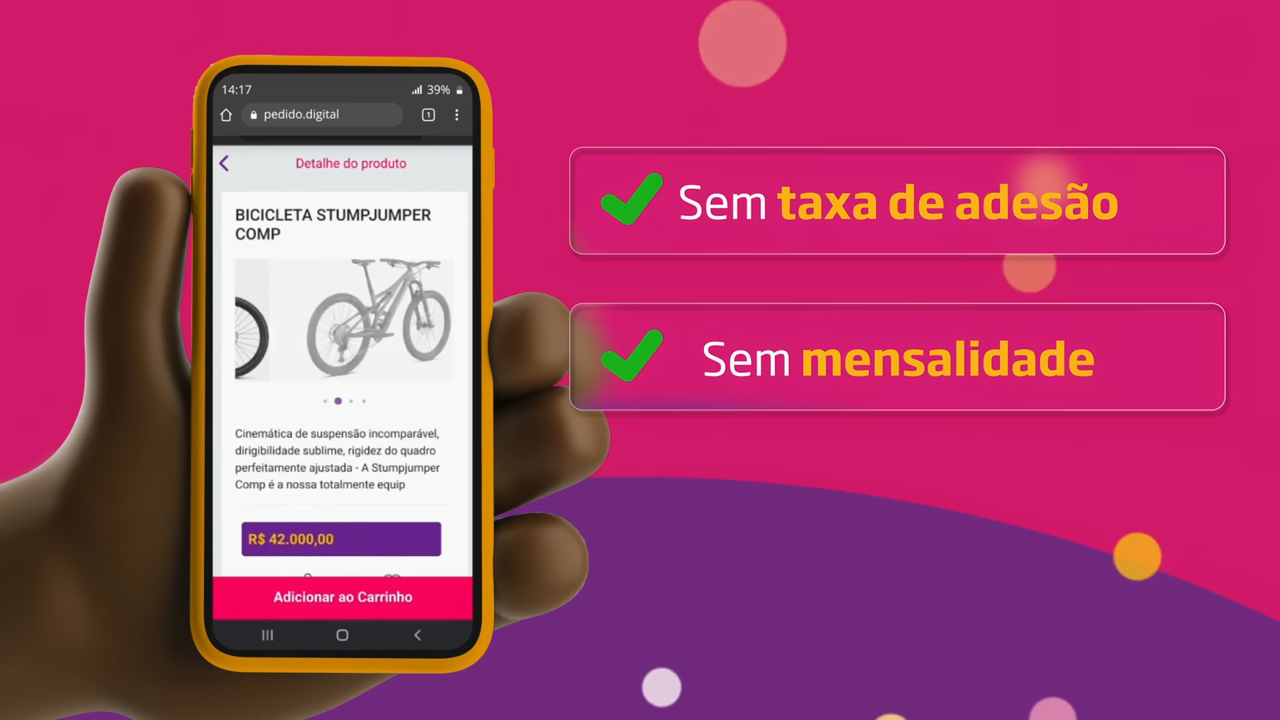 14:17
39%
pedido.digital
1
Detalhe do produto
BICICLETA STUMPJUMPER
COMP
Cinemática de suspensão incomparável,
dirigibilidade sublime, rigidez do quadro
perfeitamente ajustada - A Stumpjumper
Comp é a nossa totalmente equip
R$ 42.000,00
Adicionar ao Carrinho
Sem taxa de adesão
Sem mensalidade